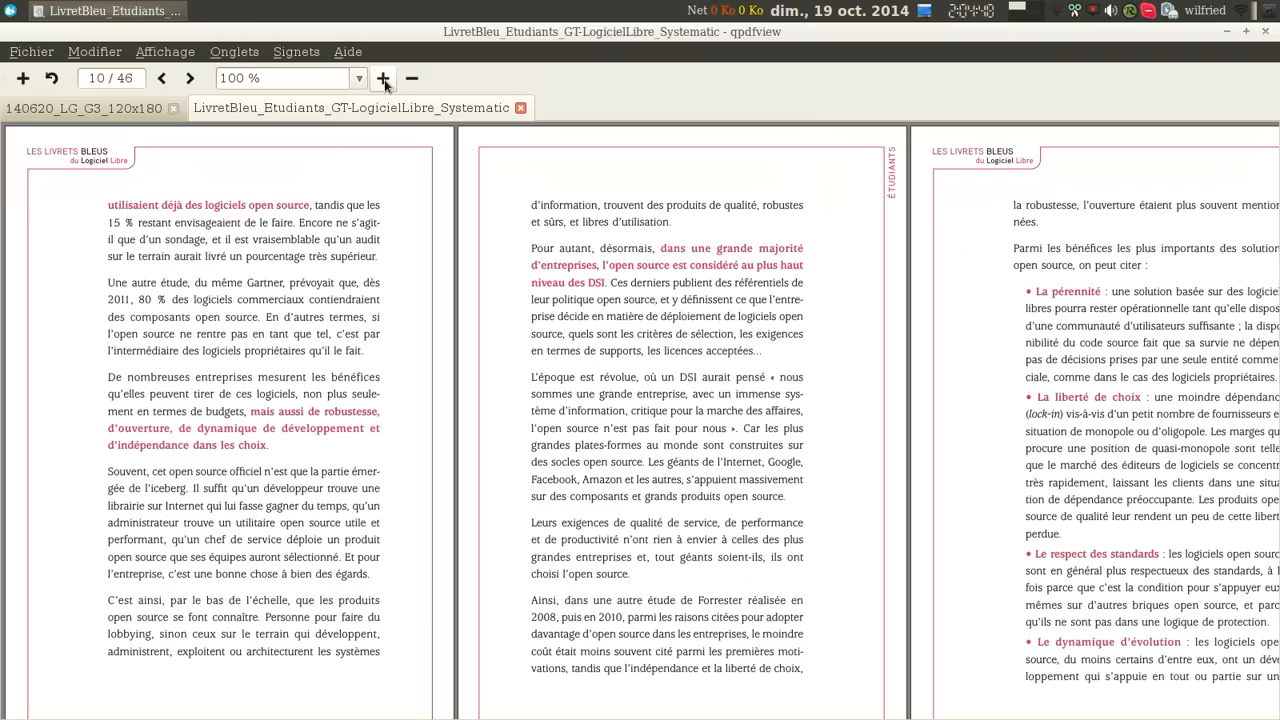 LivretBleu_Etudiants_ ...
Net 0 Ko 0 Ko
dim., 19 oct. 2014
wilfried
LivretBleu_Etudiants_GT-LogicielLibre_Systematic - qpdfview
Fichier Modifier Affichage Onglets Signets Aide
10 / 46
100 %
140620_LG_G3_120x180
LivretBleu_Etudiants_GT-LogicielLibre_Systematic
LES LIVRETS BLEUS
du Logiciel Libre
utilisaient déjà des logiciels open source, tandis que les
15 % restant envisageaient de le faire. Encore ne s'agit-
il que d'un sondage, et il est vraisemblable qu'un audit
sur le terrain aurait livré un pourcentage très supérieur.
Une autre étude, du même Gartner, prévoyait que, dès
2011, 80 % des logiciels commerciaux contiendraient
des composants open source. En d'autres termes, si
l'open source ne rentre pas en tant que tel, c'est par
l'intermédiaire des logiciels propriétaires qu'il le fait.
De nombreuses entreprises mesurent les bénéfices
qu'elles peuvent tirer de ces logiciels, non plus seule-
ment en termes de budgets, mais aussi de robustesse,
d'ouverture, de dynamique de développement et
d'indépendance dans les choix.
Souvent, cet open source officiel n'est que la partie émer-
gée de l'iceberg. Il suffit qu'un développeur trouve une
librairie sur Internet qui lui fasse gagner du temps, qu'un
administrateur trouve un utilitaire open source utile et
performant, qu'un chef de service déploie un produit
open source que ses équipes auront sélectionné. Et pour
l'entreprise, c'est une bonne chose à bien des égards.
C'est ainsi, par le bas de l'échelle, que les produits
open source se font connaître. Personne pour faire du
lobbying, sinon ceux sur le terrain qui développent,
administrent, exploitent ou architecturent les systèmes
ÉTUDIANTS
d'information, trouvent des produits de qualité, robustes
et sûrs, et libres d'utilisation.
Pour autant, désormais, dans une grande majorité
d'entreprises, l'open source est considéré au plus haut
niveau des DSI. Ces derniers publient des référentiels de
leur politique open source, et y définissent ce que l'entre-
prise décide en matière de déploiement de logiciels open
source, quels sont les critères de sélection, les exigences
en termes de supports, les licences acceptées...
L'époque est révolue, où un DSI aurait pensé « nous
sommes une grande entreprise, avec un immense sys-
tème d'information, critique pour la marche des affaires,
l'open source n'est pas fait pour nous ». Car les plus
grandes plates-formes au monde sont construites sur
des socles open source. Les géants de l'Internet, Google,
Facebook, Amazon et les autres, s'appuient massivement
sur des composants et grands produits open source.
Leurs exigences de qualité de service, de performance
et de productivité n'ont rien à envier à celles des plus
grandes entreprises et, tout géants soient-ils, ils ont
choisi l'open source.
Ainsi, dans une autre étude de Forrester réalisée en
2008, puis en 2010, parmi les raisons citées pour adopter
davantage d'open source dans les entreprises, le moindre
coût était moins souvent cité parmi les premières moti-
vations, tandis que l'indépendance et la liberté de choix,
LES LIVRETS BLEUS
du Logiciel Libre
la robustesse, l'ouverture étaient plus souvent mention
nées.
Parmi les bénéfices les plus importants des solution
open source, on peut citer :
• La pérennité : une solution basée sur des logicie
libres pourra rester opérationnelle tant qu'elle dispos
d'une communauté d'utilisateurs suffisante ; la dispo
nibilité du code source fait que sa survie ne dépen
pas de décisions prises par une seule entité comme
ciale, comme dans le cas des logiciels propriétaires.
• La liberté de choix : une moindre dépendanc
(lock-in) vis-à-vis d'un petit nombre de fournisseurs e
situation de monopole ou d'oligopole. Les marges qu
procure une position de quasi-monopole sont telle
que le marché des éditeurs de logiciels se concentr
très rapidement, laissant les clients dans une situa
tion de dépendance préoccupante. Les produits ope
source de qualité leur rendent un peu de cette libert
perdue.
• Le respect des standards : les logiciels open sourc
sont en général plus respectueux des standards, à l
fois parce que c'est la condition pour s'appuyer eux
mêmes sur d'autres briques open source, et parc
qu'ils ne sont pas dans une logique de protection.
• Le dynamique d'évolution : les logiciels ope
source, du moins certains d'entre eux, ont un déve
loppement qui s'appuie en tout ou partie sur un